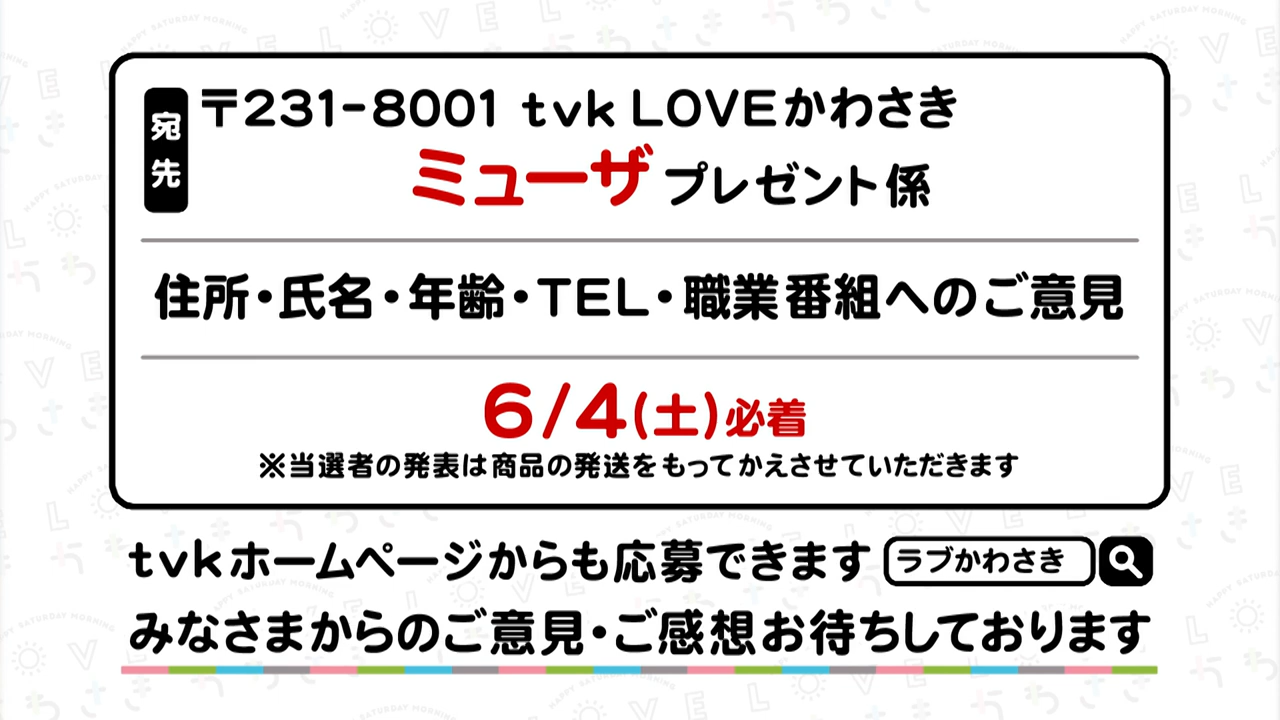 宛先
〒231-8001 tvk LOVEかわさき
ミューザプレゼント係
住所・氏名・年齢・TEL・職業番組へのご意見
6/4(土)必着
※当選者の発表は商品の発送をもってかえさせていただきます
tvkホームページからも応募できます ラブかわさき
みなさまからのご意見・ご感想お待ちしております